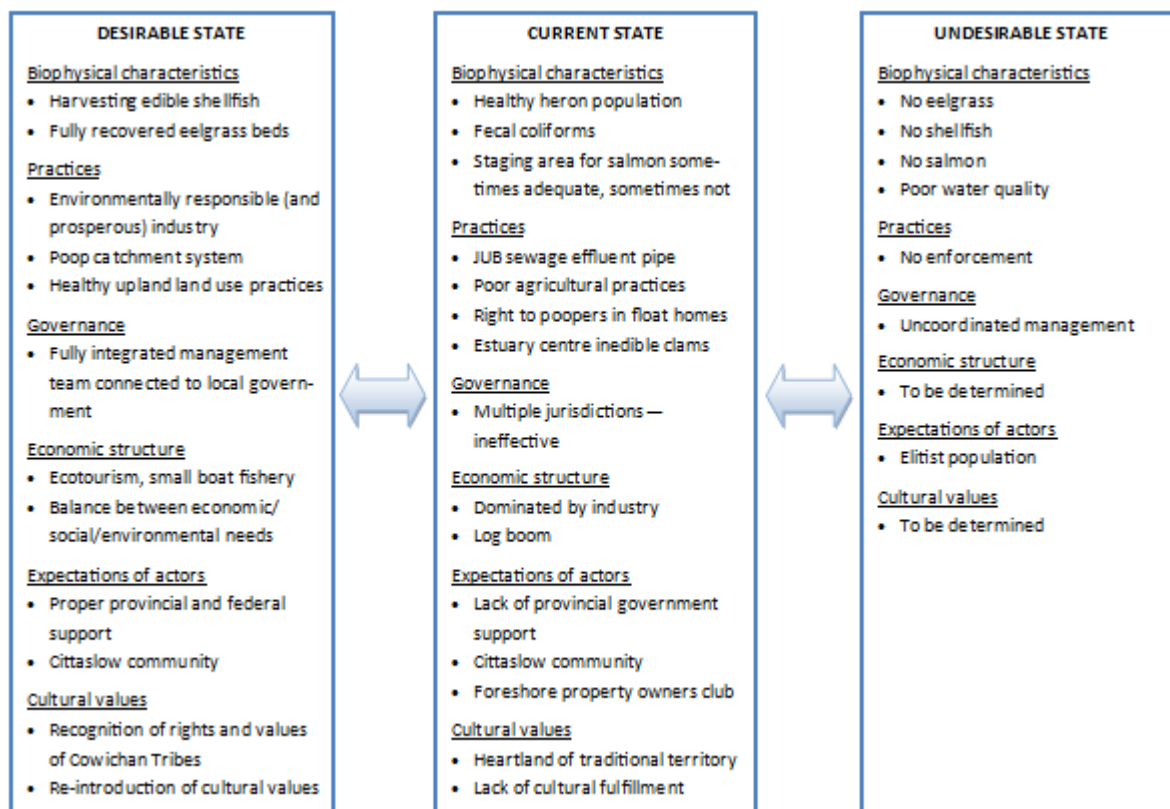 DESIRABLE STATE
Biophysical characteristics
• Harvesting edible shellfish
• Fully recovered eelgrass beds
Practices
• Environmentally responsible (and
prosperous) industry
• Poop catchment system
• Healthy upland land use practices
Governance
• Fully integrated management
team connected to local govern-
ment
Economic structure
• Ecotourism, small boat fishery
• Balance between economic/
social/environmental needs
Expectations of actors
• Proper provincial and federal
support
• Cittaslow community
Cultural values
• Recognition of rights and values
of Cowichan Tribes
• Re-introduction of cultural values
CURRENT STATE
Biophysical characteristics
• Healthy heron population
• Fecal coliforms
• Staging area for salmon some-
times adequate, sometimes not
Practices
• JUB sewage effluent pipe
• Poor agricultural practices
• Right to poopers in float homes
• Estuary centre inedible clams
Governance
• Multiple jurisdictions —
ineffective
Economic structure
• Dominated by industry
• Log boom
Expectations of actors
• Lack of provincial government
support
• Cittaslow community
• Foreshore property owners club
Cultural values
• Heartland of traditional territory
• Lack of cultural fulfillment
UNDESIRABLE STATE
Biophysical characteristics
• No eelgrass
• No shellfish
• No salmon
• Poor water quality
Practices
• No enforcement
Governance
• Uncoordinated management
Economic structure
• To be determined
Expectations of actors
• Elitist population
Cultural values
• To be determined